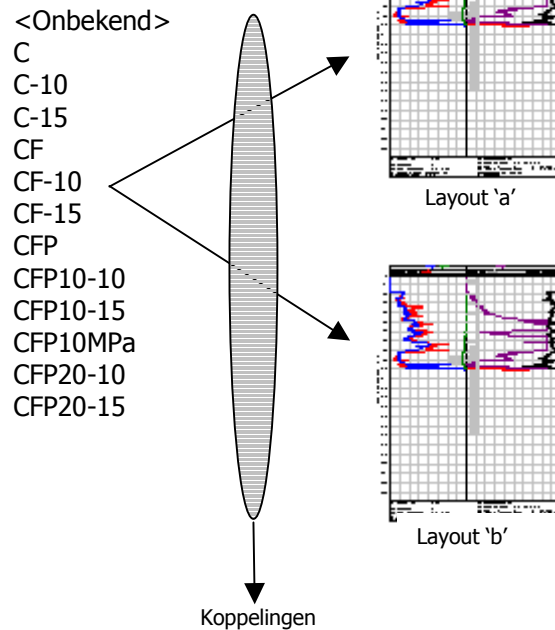 <Onbekend>
C
C-10
C-15
CF
CF-10
CF-15
CFP
CFP10-10
CFP10-15
CFP10MPa
CFP20-10
CFP20-15
Layout ‘a’
Layout ‘b’
Koppelingen